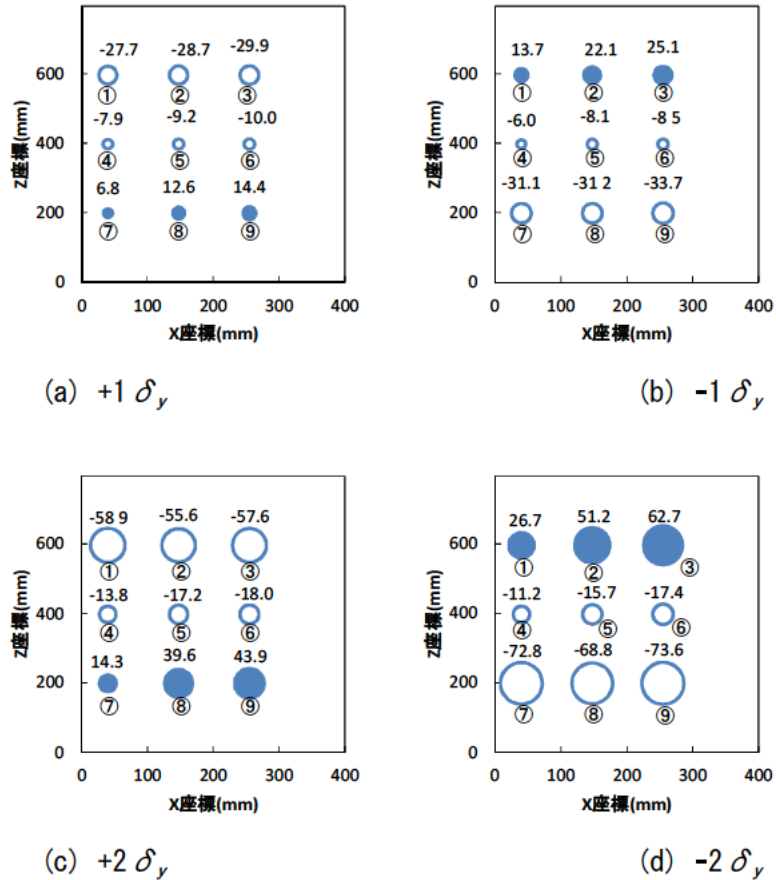 -27.7 -28.7 -29.9
600
① ② ③
-7.9 -9.2 -10.0
400
④ ⑤ ⑥
6.8 12.6 14.4
200
⑦ ⑧ ⑨
0
0 100 200 300 400
X座標(mm)
Z座標(mm)
(a) +1 δy
13.7 22.1 25.1
600
① ② ③
-6.0 -8.1 -8 5
400
④ ⑤ ⑥
-31.1 -31 2 -33.7
200
⑦ ⑧ ⑨
0
0 100 200 300 400
X座標(mm)
Z座標(mm)
(b) -1 δy
-58 9 -55.6 -57.6
600
① ② ③
-13.8 -17.2 -18.0
400
④ ⑤ ⑥
14.3 39.6 43.9
200
⑦ ⑧ ⑨
0
0 100 200 300 400
X座標(mm)
Z座標(mm)
(c) +2 δy
26.7 51.2 62.7
600
① ② ③
-11.2 -15.7 -17.4
400
④ ⑤ ⑥
-72.8 -68.8 -73.6
200
⑦ ⑧ ⑨
0
0 100 200 300 400
X座標(mm)
Z座標(mm)
(d) -2 δy